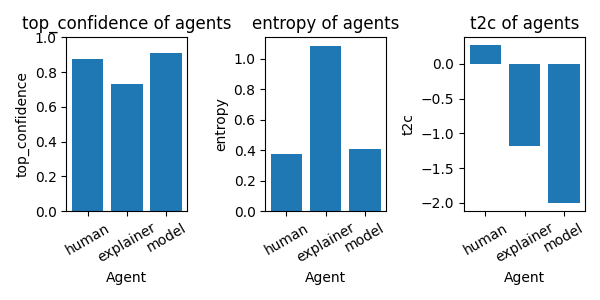 top_confidence of agents
top_confidence
1.0
0.8
0.6
0.4
0.2
0.0
human
explainer
model
Agent
entropy of agents
entropy
1.0
0.8
0.6
0.4
0.2
0.0
human
explainer
model
Agent
t2c of agents
t2c
0.0
−0.5
−1.0
−1.5
−2.0
human
explainer
model
Agent